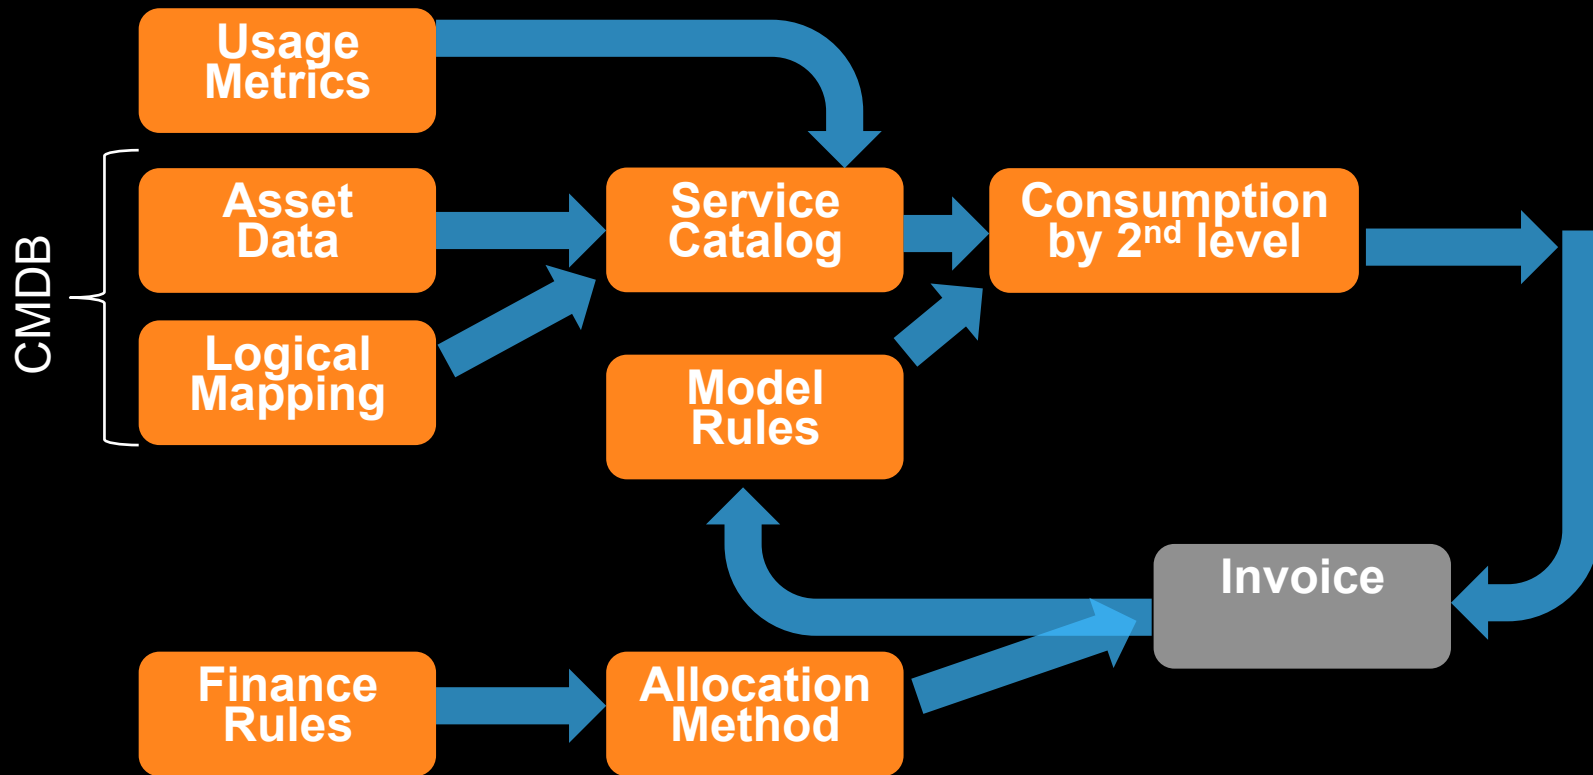 Usage
Metrics
CMDB
Asset
Data
Service
Catalog
Consumption
by 2nd level
Logical
Mapping
Model
Rules
Invoice
Finance
Rules
Allocation
Method